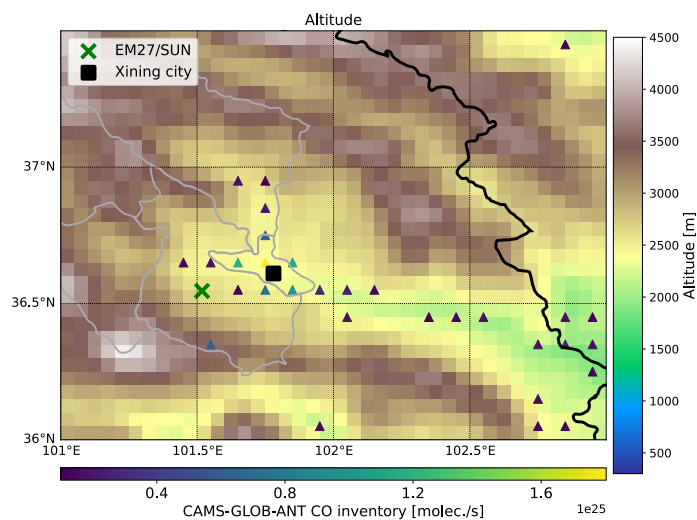 Altitude
EM27/SUN
Xining city
37°N
36.5°N
36°N
101°E
101.5°E
102°E
102.5°E
4500
4000
3500
3000
2500
2000
1500
1000
500
Altitude [m]
0.4
0.8
1.2
1.6
1e25
CAMS-GLOB-ANT CO inventory [molec./s]